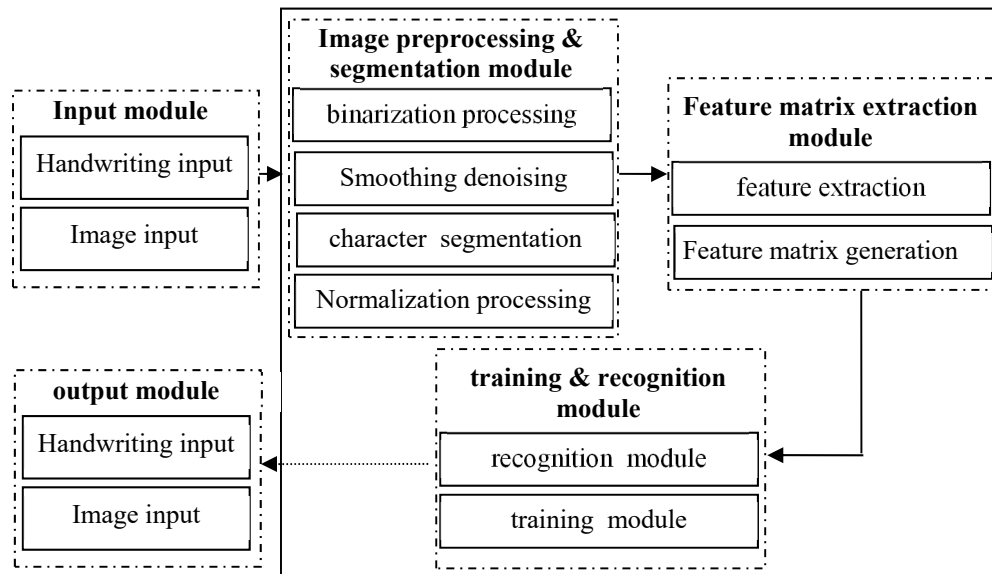 Input module
Handwriting input
Image input
Image preprocessing &
segmentation module
binarization processing
Smoothing denoising
character segmentation
Normalization processing
Feature matrix extraction
module
feature extraction
Feature matrix generation
training & recognition
module
recognition module
training module
output module
Handwriting input
Image input